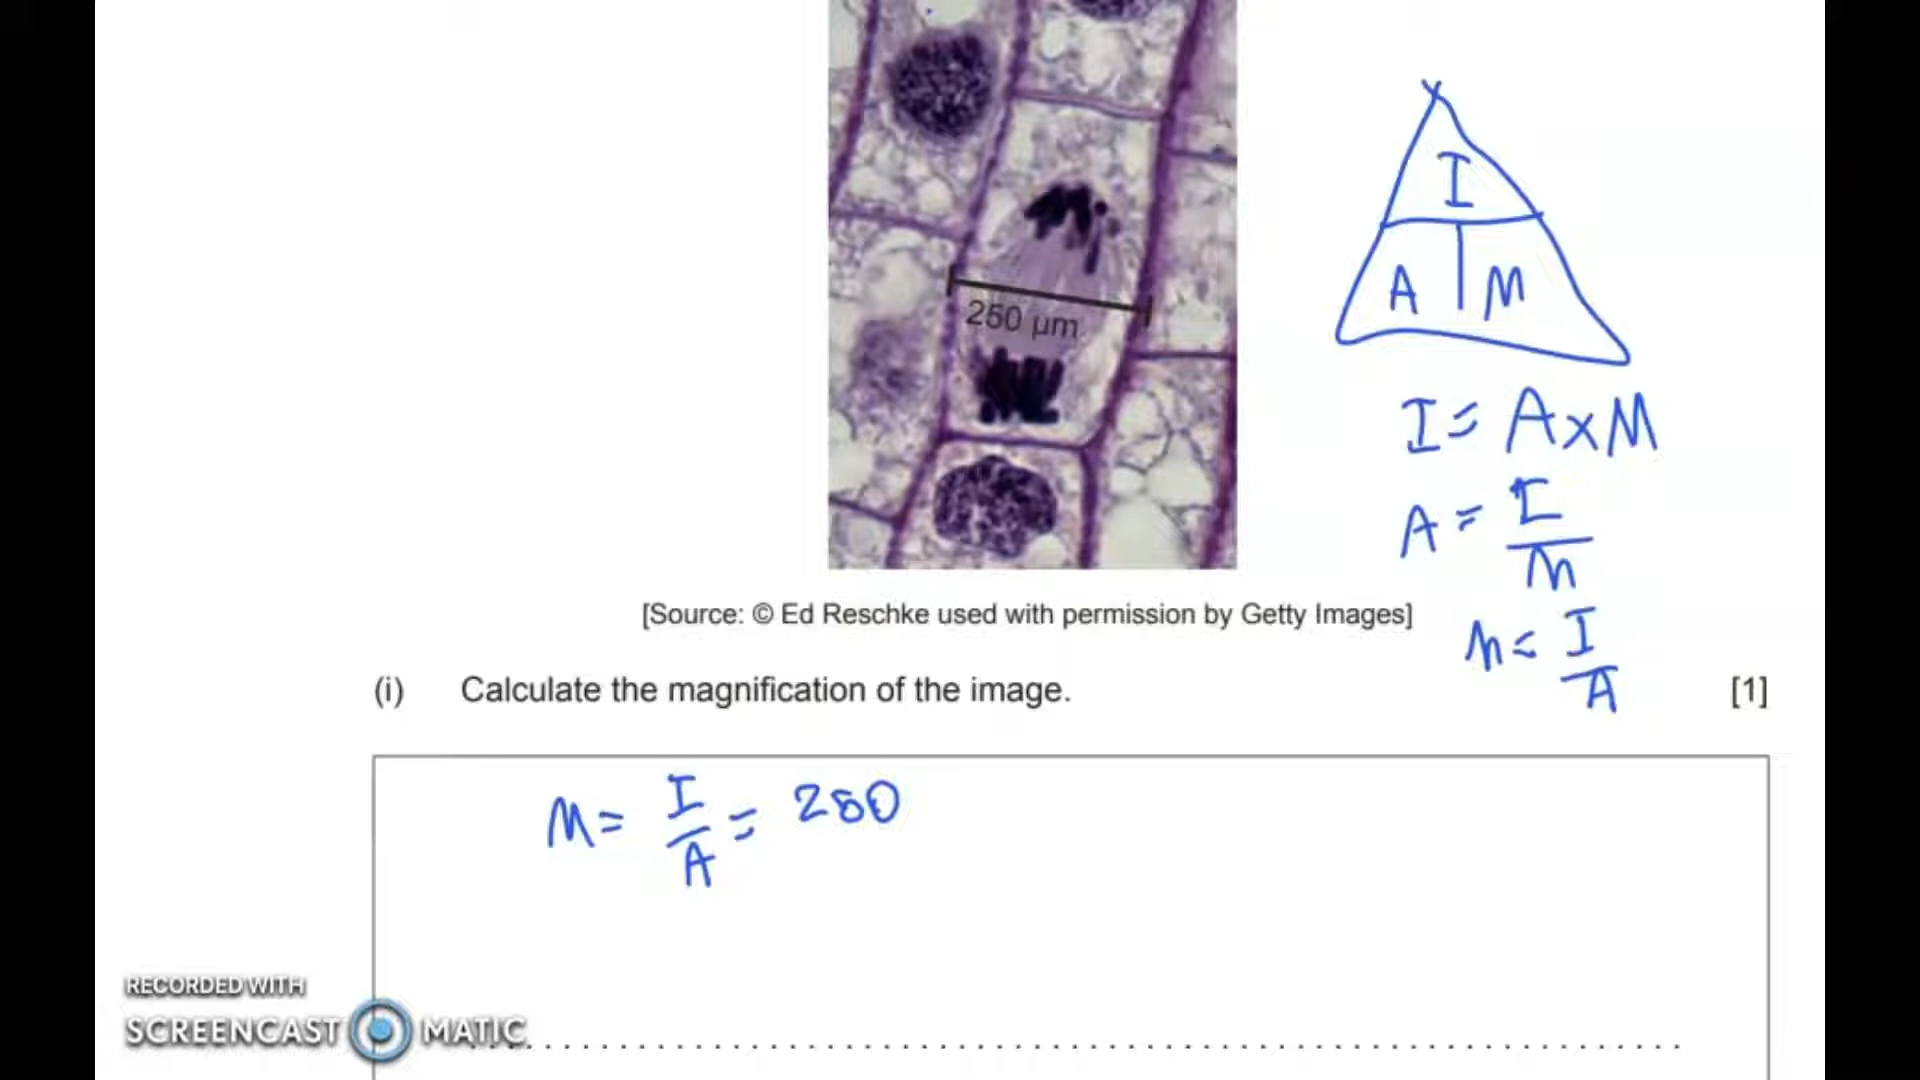 250 µm
I
A M
I = A x M
A = I
M
[Source: © Ed Reschke used with permission by Getty Images]
M = I
A
(i) Calculate the magnification of the image. [1]
M = I = 250
A
RECORDED WITH
SCREENCAST MATIC